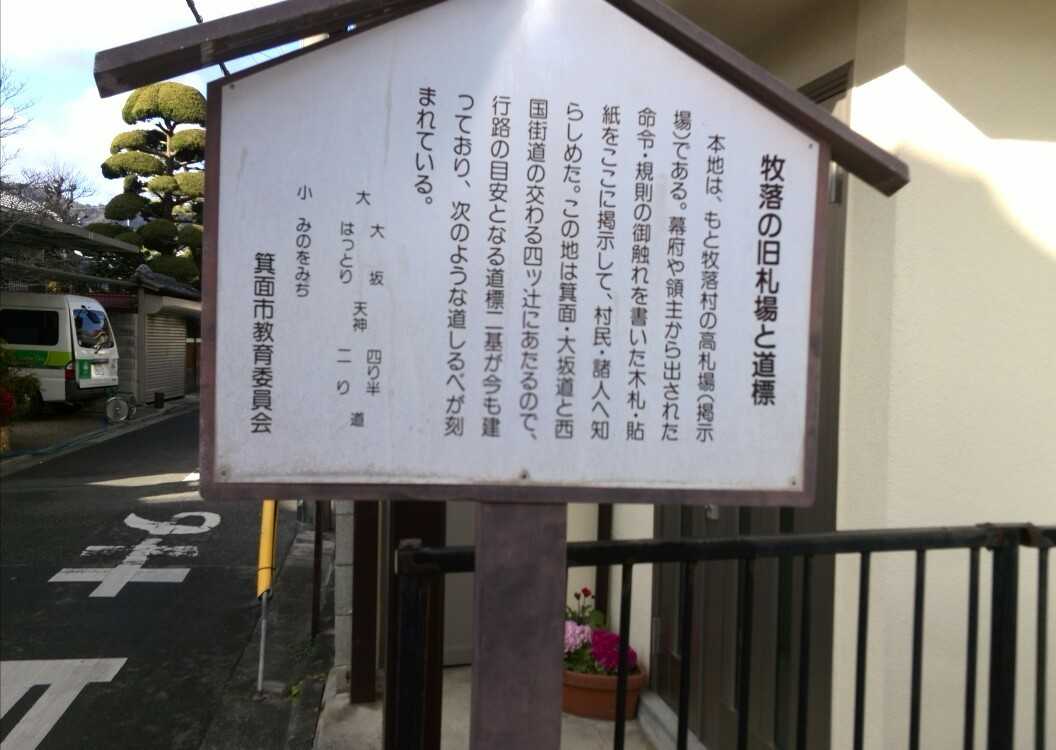 牧落の旧札場と道標
本地は、もと牧落村の高札場(掲示
場)である。幕府や領主から出された
命令・規則の御触れを書いた木札・貼
紙をここに掲示して、村民・諸人へ知
らしめた。この地は箕面・大坂道と西
国街道の交わる四ッ辻にあたるので、
行路の目安となる道標二基が今も建
っており、次のような道しるべが刻
まれている。
大 坂 四り半
大 はっとり 天神 二り 道
小 みのをみち
箕面市教育委員会
止